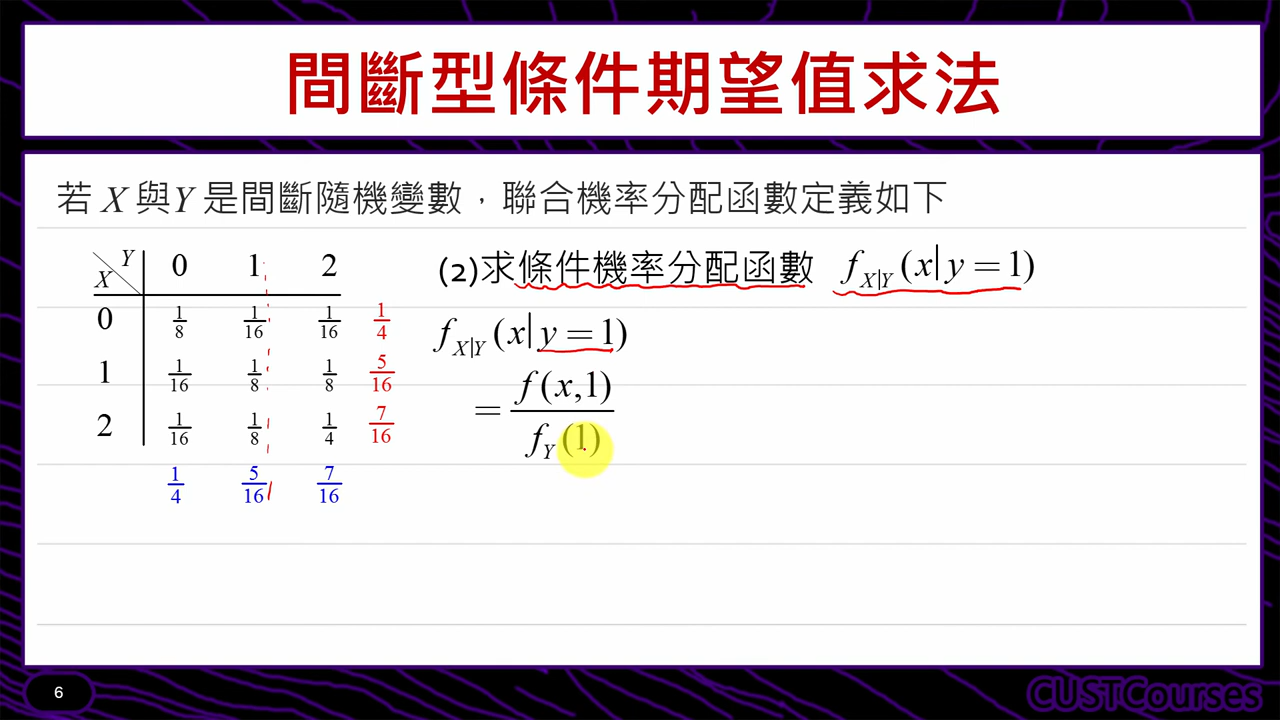 間斷型條件期望值求法
若 X 與Y 是間斷隨機變數，聯合機率分配函數定義如下
X Y 0 1 2
0 1/8 1/16 1/16 1/4
1 1/16 1/8 1/8 5/16
2 1/16 1/8 1/4 7/16
1/4 5/16 7/16
(2)求條件機率分配函數 f_{X|Y}(x|y=1)
f_{X|Y}(x|y=1)
= f(x,1) / f_Y(1)
6
CUSTCourses